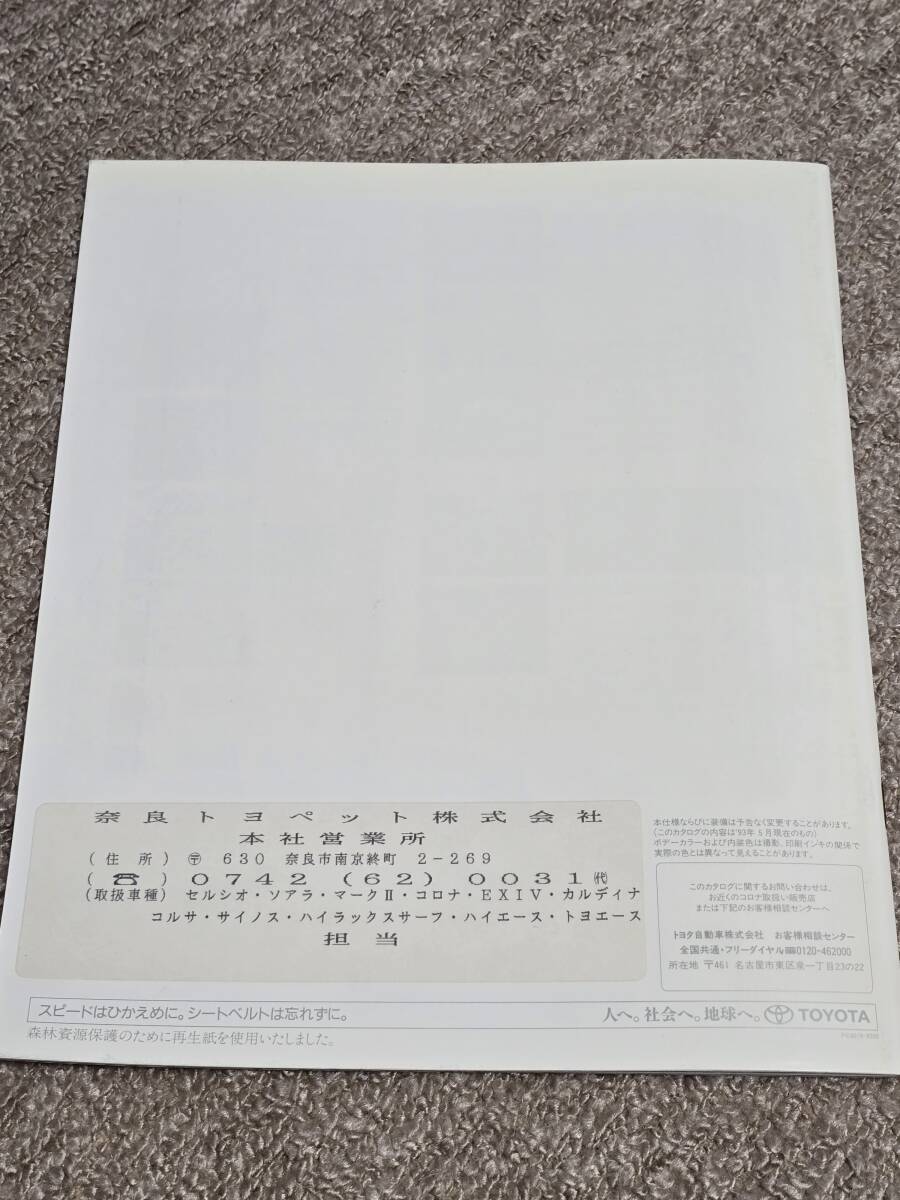 奈良トヨペット株式会社
本社営業所
(住所) 〒 630 奈良市南京終町 2-269
(☎) 0742 (62) 0031㈹
(取扱車種) セルシオ・ソアラ・マークⅡ・コロナ・EXIV・カルディナ
コルサ・サイノス・ハイラックスサーフ・ハイエース・トヨエース
担当
本仕様ならびに装備は予告なく変更することがあります。
(このカタログの内容は'93年5月現在のもの)
ボデーカラーおよび内装色は撮影、印刷インキの関係で
実際の色とは異なって見えることがあります。
このカタログに関するお問い合わせは、
お近くのコロナ取扱い販売店
または下記のお客様相談センターへ
トヨタ自動車株式会社 お客様相談センター
全国共通・フリーダイヤル 0120-462000
所在地 〒461 名古屋市東区泉一丁目23の22
スピードはひかえめに。シートベルトは忘れずに。
人へ。社会へ。地球へ。 TOYOTA
森林資源保護のために再生紙を使用いたしました。